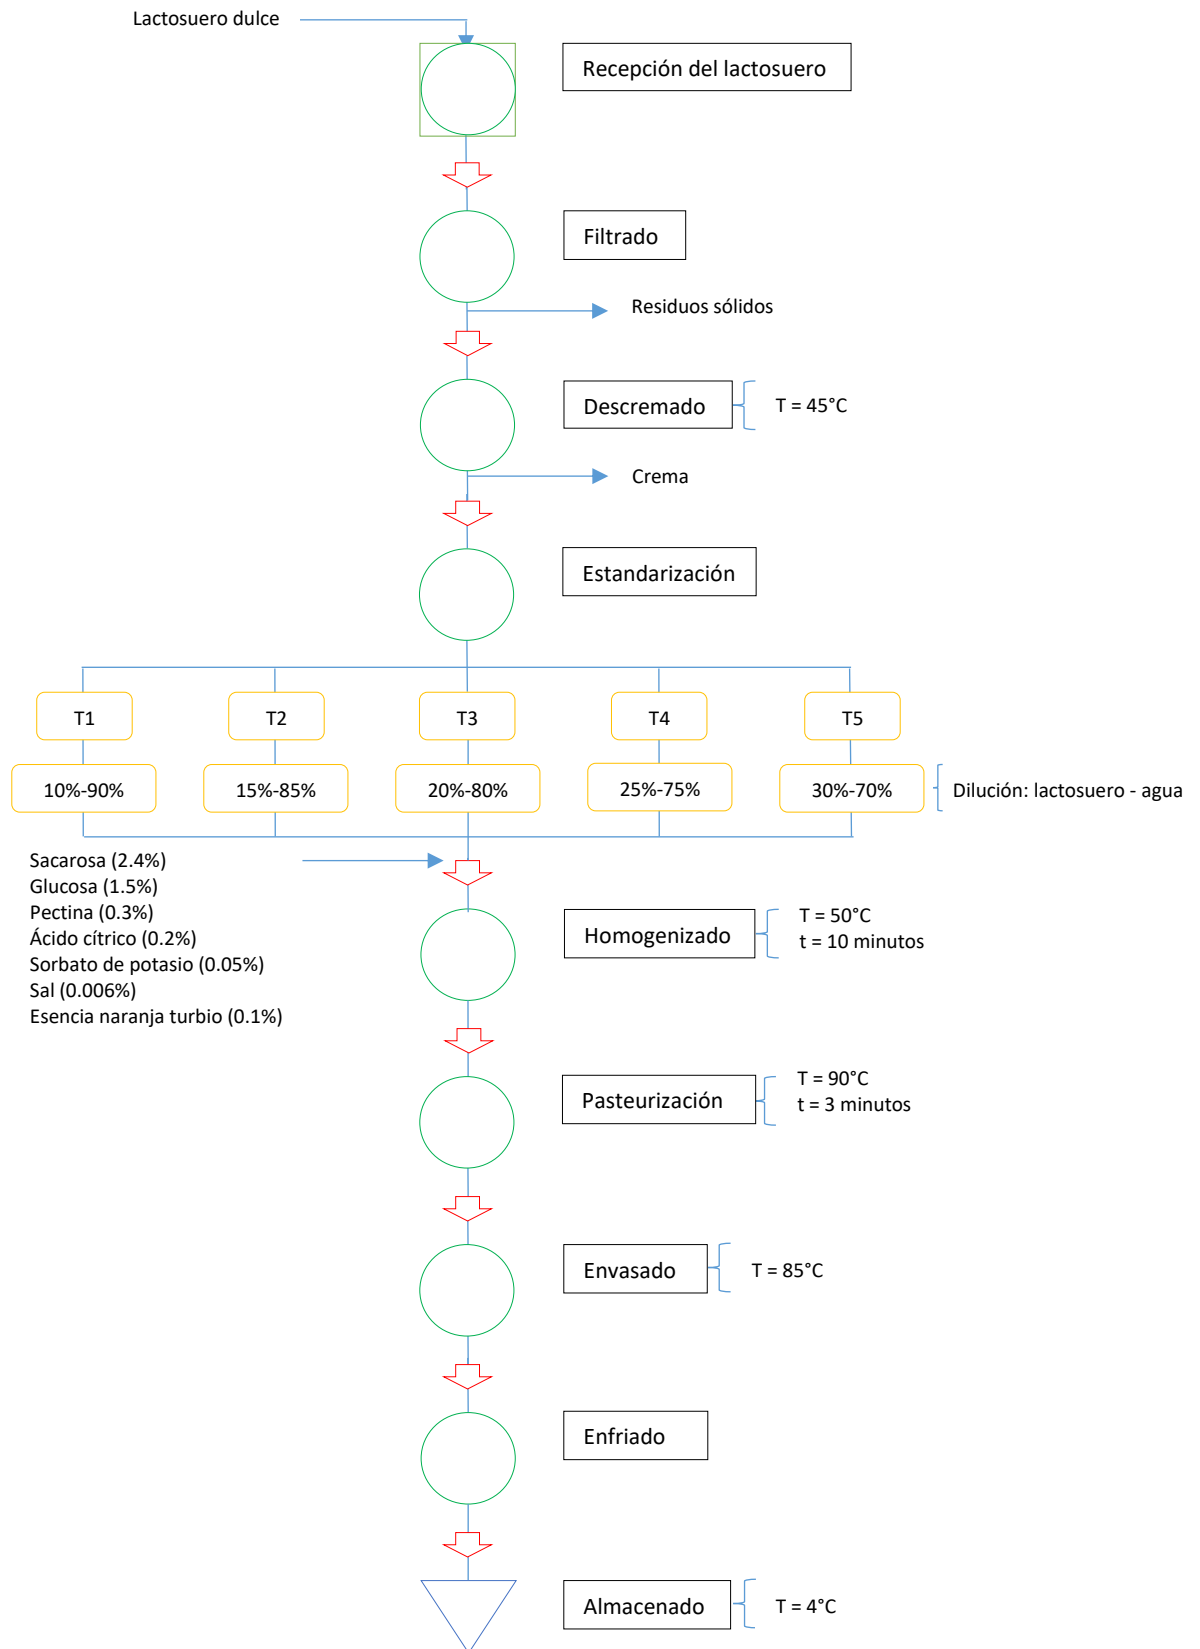 Lactosuero dulce
Recepción del lactosuero
Filtrado
Residuos sólidos
Descremado
T = 45°C
Crema
Estandarización
T1
T2
T3
T4
T5
10%-90%
15%-85%
20%-80%
25%-75%
30%-70%
Dilución: lactosuero - agua
Sacarosa (2.4%)
Glucosa (1.5%)
Pectina (0.3%)
Ácido cítrico (0.2%)
Sorbato de potasio (0.05%)
Sal (0.006%)
Esencia naranja turbio (0.1%)
Homogenizado
T = 50°C
t = 10 minutos
Pasteurización
T = 90°C
t = 3 minutos
Envasado
T = 85°C
Enfriado
Almacenado
T = 4°C